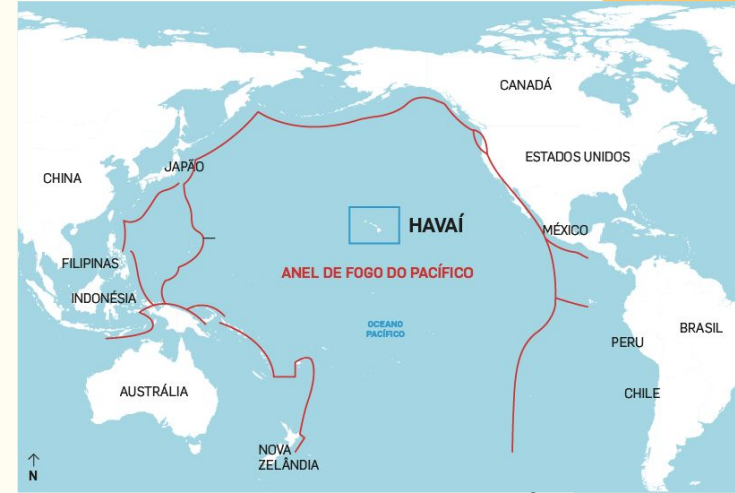 CANADÁ
ESTADOS UNIDOS
JAPÃO
CHINA
HAVAÍ
MÉXICO
FILIPINAS
ANEL DE FOGO DO PACÍFICO
INDONÉSIA
OCEANO
PACÍFICO
BRASIL
PERU
AUSTRÁLIA
CHILE
NOVA
ZELÂNDIA
N